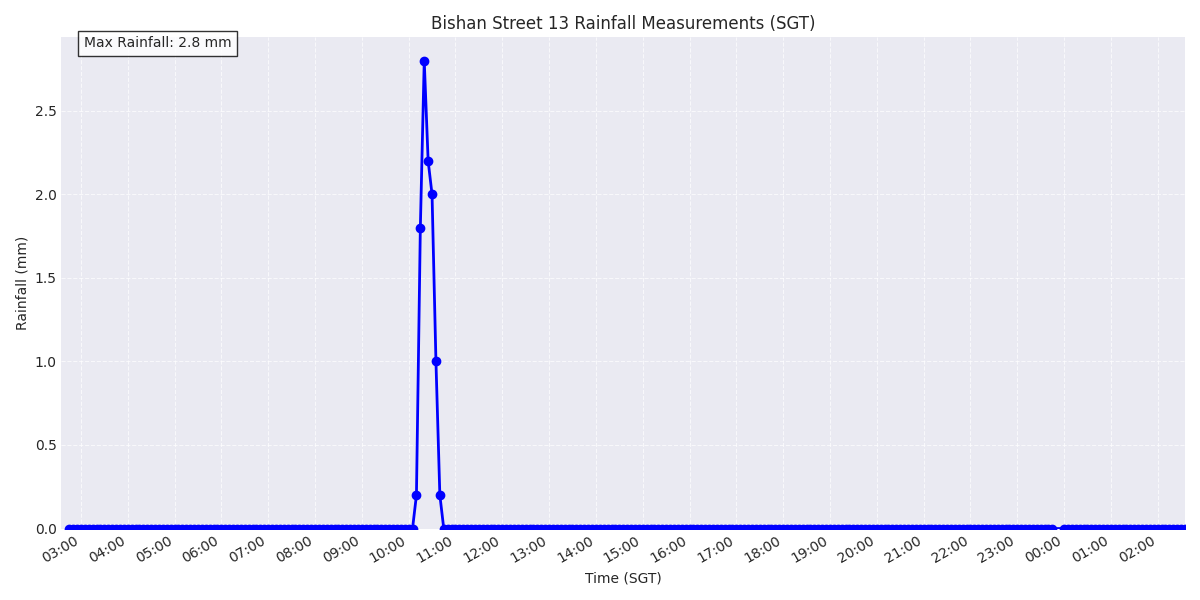 Bishan Street 13 Rainfall Measurements (SGT)
Max Rainfall: 2.8 mm
Rainfall (mm)
2.5
2.0
1.5
1.0
0.5
0.0
03:00 04:00 05:00 06:00 07:00 08:00 09:00 10:00 11:00 12:00 13:00 14:00 15:00 16:00 17:00 18:00 19:00 20:00 21:00 22:00 23:00 00:00 01:00 02:00
Time (SGT)